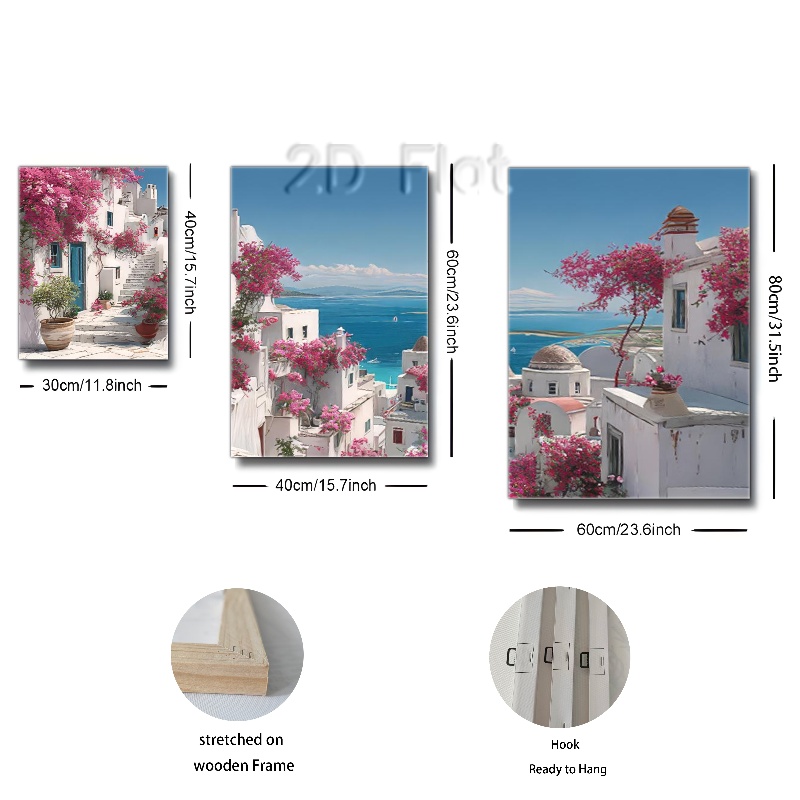 2D Flat
40cm/15.7inch
30cm/11.8inch
60cm/23.6inch
40cm/15.7inch
80cm/31.5inch
60cm/23.6inch
stretched on
wooden Frame
Hook
Ready to Hang